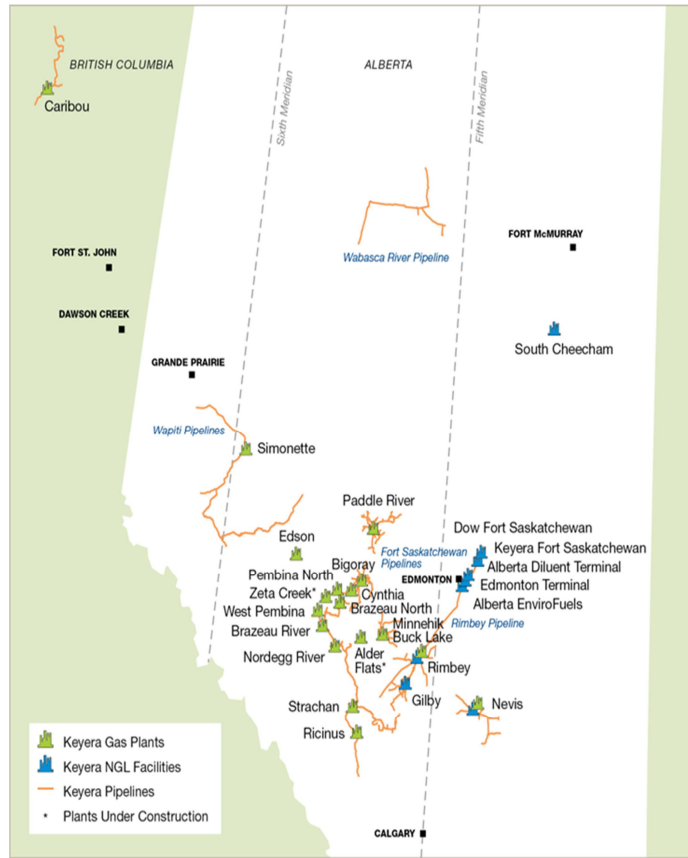 BRITISH COLUMBIA
ALBERTA
Sixth Meridian
Fifth Meridian
Caribou
FORT ST. JOHN
DAWSON CREEK
GRANDE PRAIRIE
Wabasca River Pipeline
FORT McMURRAY
South Cheecham
Wapiti Pipelines
Simonette
Paddle River
Edson
Dow Fort Saskatchewan
Keyera Fort Saskatchewan
Fort Saskatchewan
Pipelines
Alberta Diluent Terminal
Bigoray
Pembina North
EDMONTON
Edmonton Terminal
Zeta Creek*
Cynthia
Alberta EnviroFuels
West Pembina
Brazeau North
Rimbey Pipeline
Brazeau River
Minnehik
Buck Lake
Nordegg River
Alder
Flats*
Rimbey
Gilby
Nevis
Strachan
Ricinus
Keyera Gas Plants
Keyera NGL Facilities
Keyera Pipelines
* Plants Under Construction
CALGARY